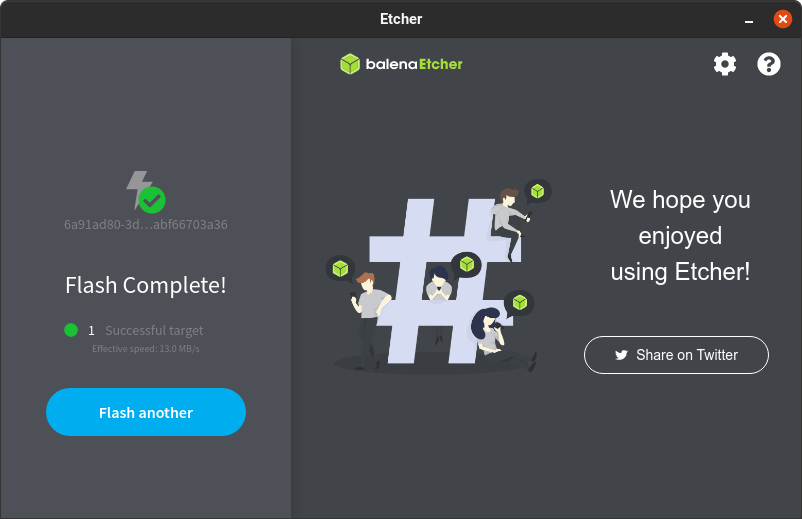 Etcher
balenaEtcher
6a91ad80-3d...abf66703a36
Flash Complete!
1 Successful target
Effective speed: 13.0 MB/s
Flash another
We hope you
enjoyed
using Etcher!
Share on Twitter